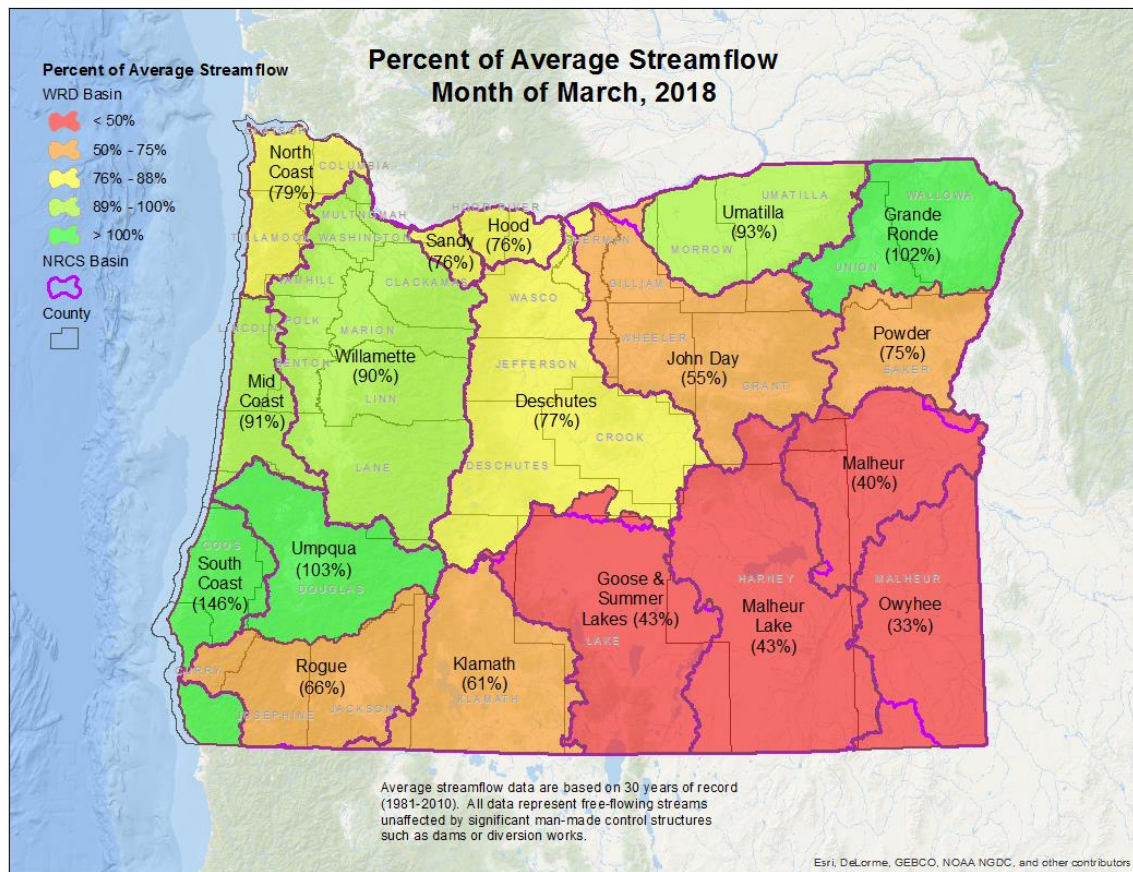 Percent of Average Streamflow
Month of March, 2018
Percent of Average Streamflow
WRD Basin
< 50%
50% - 75%
76% - 88%
89% - 100%
> 100%
NRCS Basin
County
North
Coast
(79%)
COLUMBIA
TILLAMOOK
MULTNOMAH
WASHINGTON
YAMHILL
CLACKAMAS
Sandy
(76%)
HOOD RIVER
Hood
(76%)
SHERMAN
GILLIAM
WASCO
UMATILLA
Umatilla
(93%)
MORROW
WALLOWA
Grande
Ronde
(102%)
UNION
LINCOLN
POLK
MARION
BENTON
Willamette
(90%)
LINN
LANE
Mid
Coast
(91%)
JEFFERSON
Deschutes
(77%)
CROOK
DESCHUTES
WHEELER
John Day
(55%)
GRANT
Powder
(75%)
BAKER
Malheur
(40%)
COOS
South
Coast
(146%)
Umpqua
(103%)
DOUGLAS
Goose &
Summer
Lakes (43%)
LAKE
HARNEY
Malheur
Lake
(43%)
MALHEUR
Owyhee
(33%)
CURRY
Rogue
(66%)
JOSEPHINE
JACKSON
Klamath
(61%)
KLAMATH
Average streamflow data are based on 30 years of record
(1981-2010).  All data represent free-flowing streams
unaffected by significant man-made control structures
such as dams or diversion works.
Esri, DeLorme, GEBCO, NOAA NGDC, and other contributors